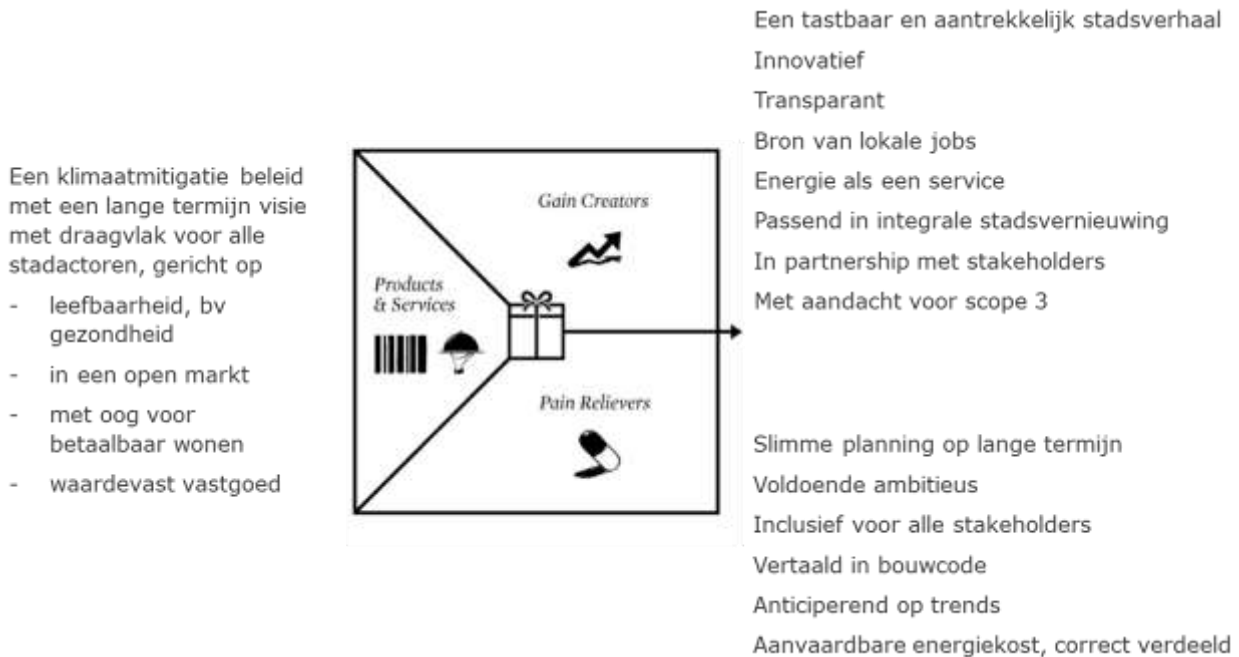 Een klimaatmitigatie beleid
met een lange termijn visie
met draagvlak voor alle
stadactoren, gericht op
- leefbaarheid, bv
gezondheid
- in een open markt
- met oog voor
betaalbaar wonen
- waardevast vastgoed
Products
& Services
Gain Creators
Pain Relievers
Een tastbaar en aantrekkelijk stadsverhaal
Innovatief
Transparant
Bron van lokale jobs
Energie als een service
Passend in integrale stadsvernieuwing
In partnership met stakeholders
Met aandacht voor scope 3
Slimme planning op lange termijn
Voldoende ambitieus
Inclusief voor alle stakeholders
Vertaald in bouwcode
Anticiperend op trends
Aanvaardbare energiekost, correct verdeeld